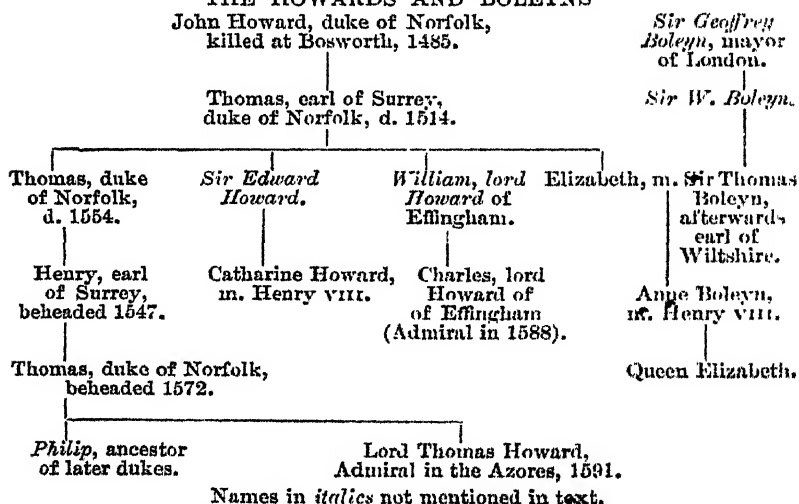 THE HOWARDS AND BOLEYNS
John Howard, duke of Norfolk,
killed at Bosworth, 1485.
Sir Geoffrey
Boleyn, mayor
of London.
Thomas, earl of Surrey,
duke of Norfolk, d. 1514.
Sir W. Boleyn.
Thomas, duke
of Norfolk,
d. 1554.
Sir Edward
Howard.
William, lord
Howard of
Effingham.
Elizabeth, m. Sir Thomas
Boleyn,
afterwards
earl of
Wiltshire.
Henry, earl
of Surrey,
beheaded 1547.
Catharine Howard,
m. Henry VIII.
Charles, lord
Howard of
of Effingham
(Admiral in 1588).
Anne Boleyn,
m. Henry VIII.
Thomas, duke of Norfolk,
beheaded 1572.
Queen Elizabeth.
Philip, ancestor
of later dukes.
Lord Thomas Howard,
Admiral in the Azores, 1591.
Names in italics not mentioned in text.